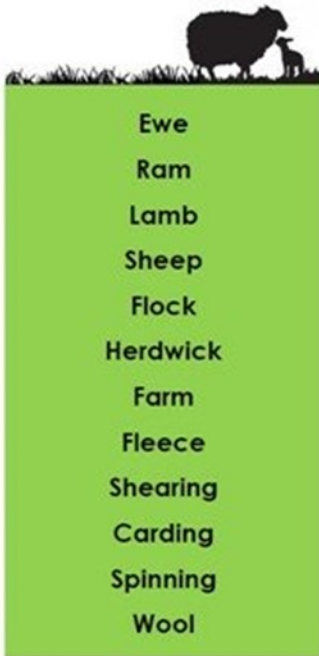 Ewe
Ram
Lamb
Sheep
Flock
Herdwick
Farm
Fleece
Shearing
Carding
Spinning
Wool